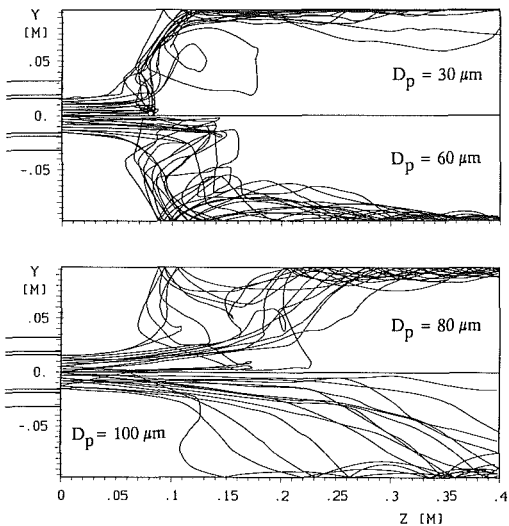 Y
[M]
.05
0.
-.05
Dp = 30 µm
Dp = 60 µm
Y
[M]
.05
0.
-.05
Dp = 80 µm
Dp = 100 µm
0 .05 .1 .15 .2 .25 .3 .35 .4
Z [M]